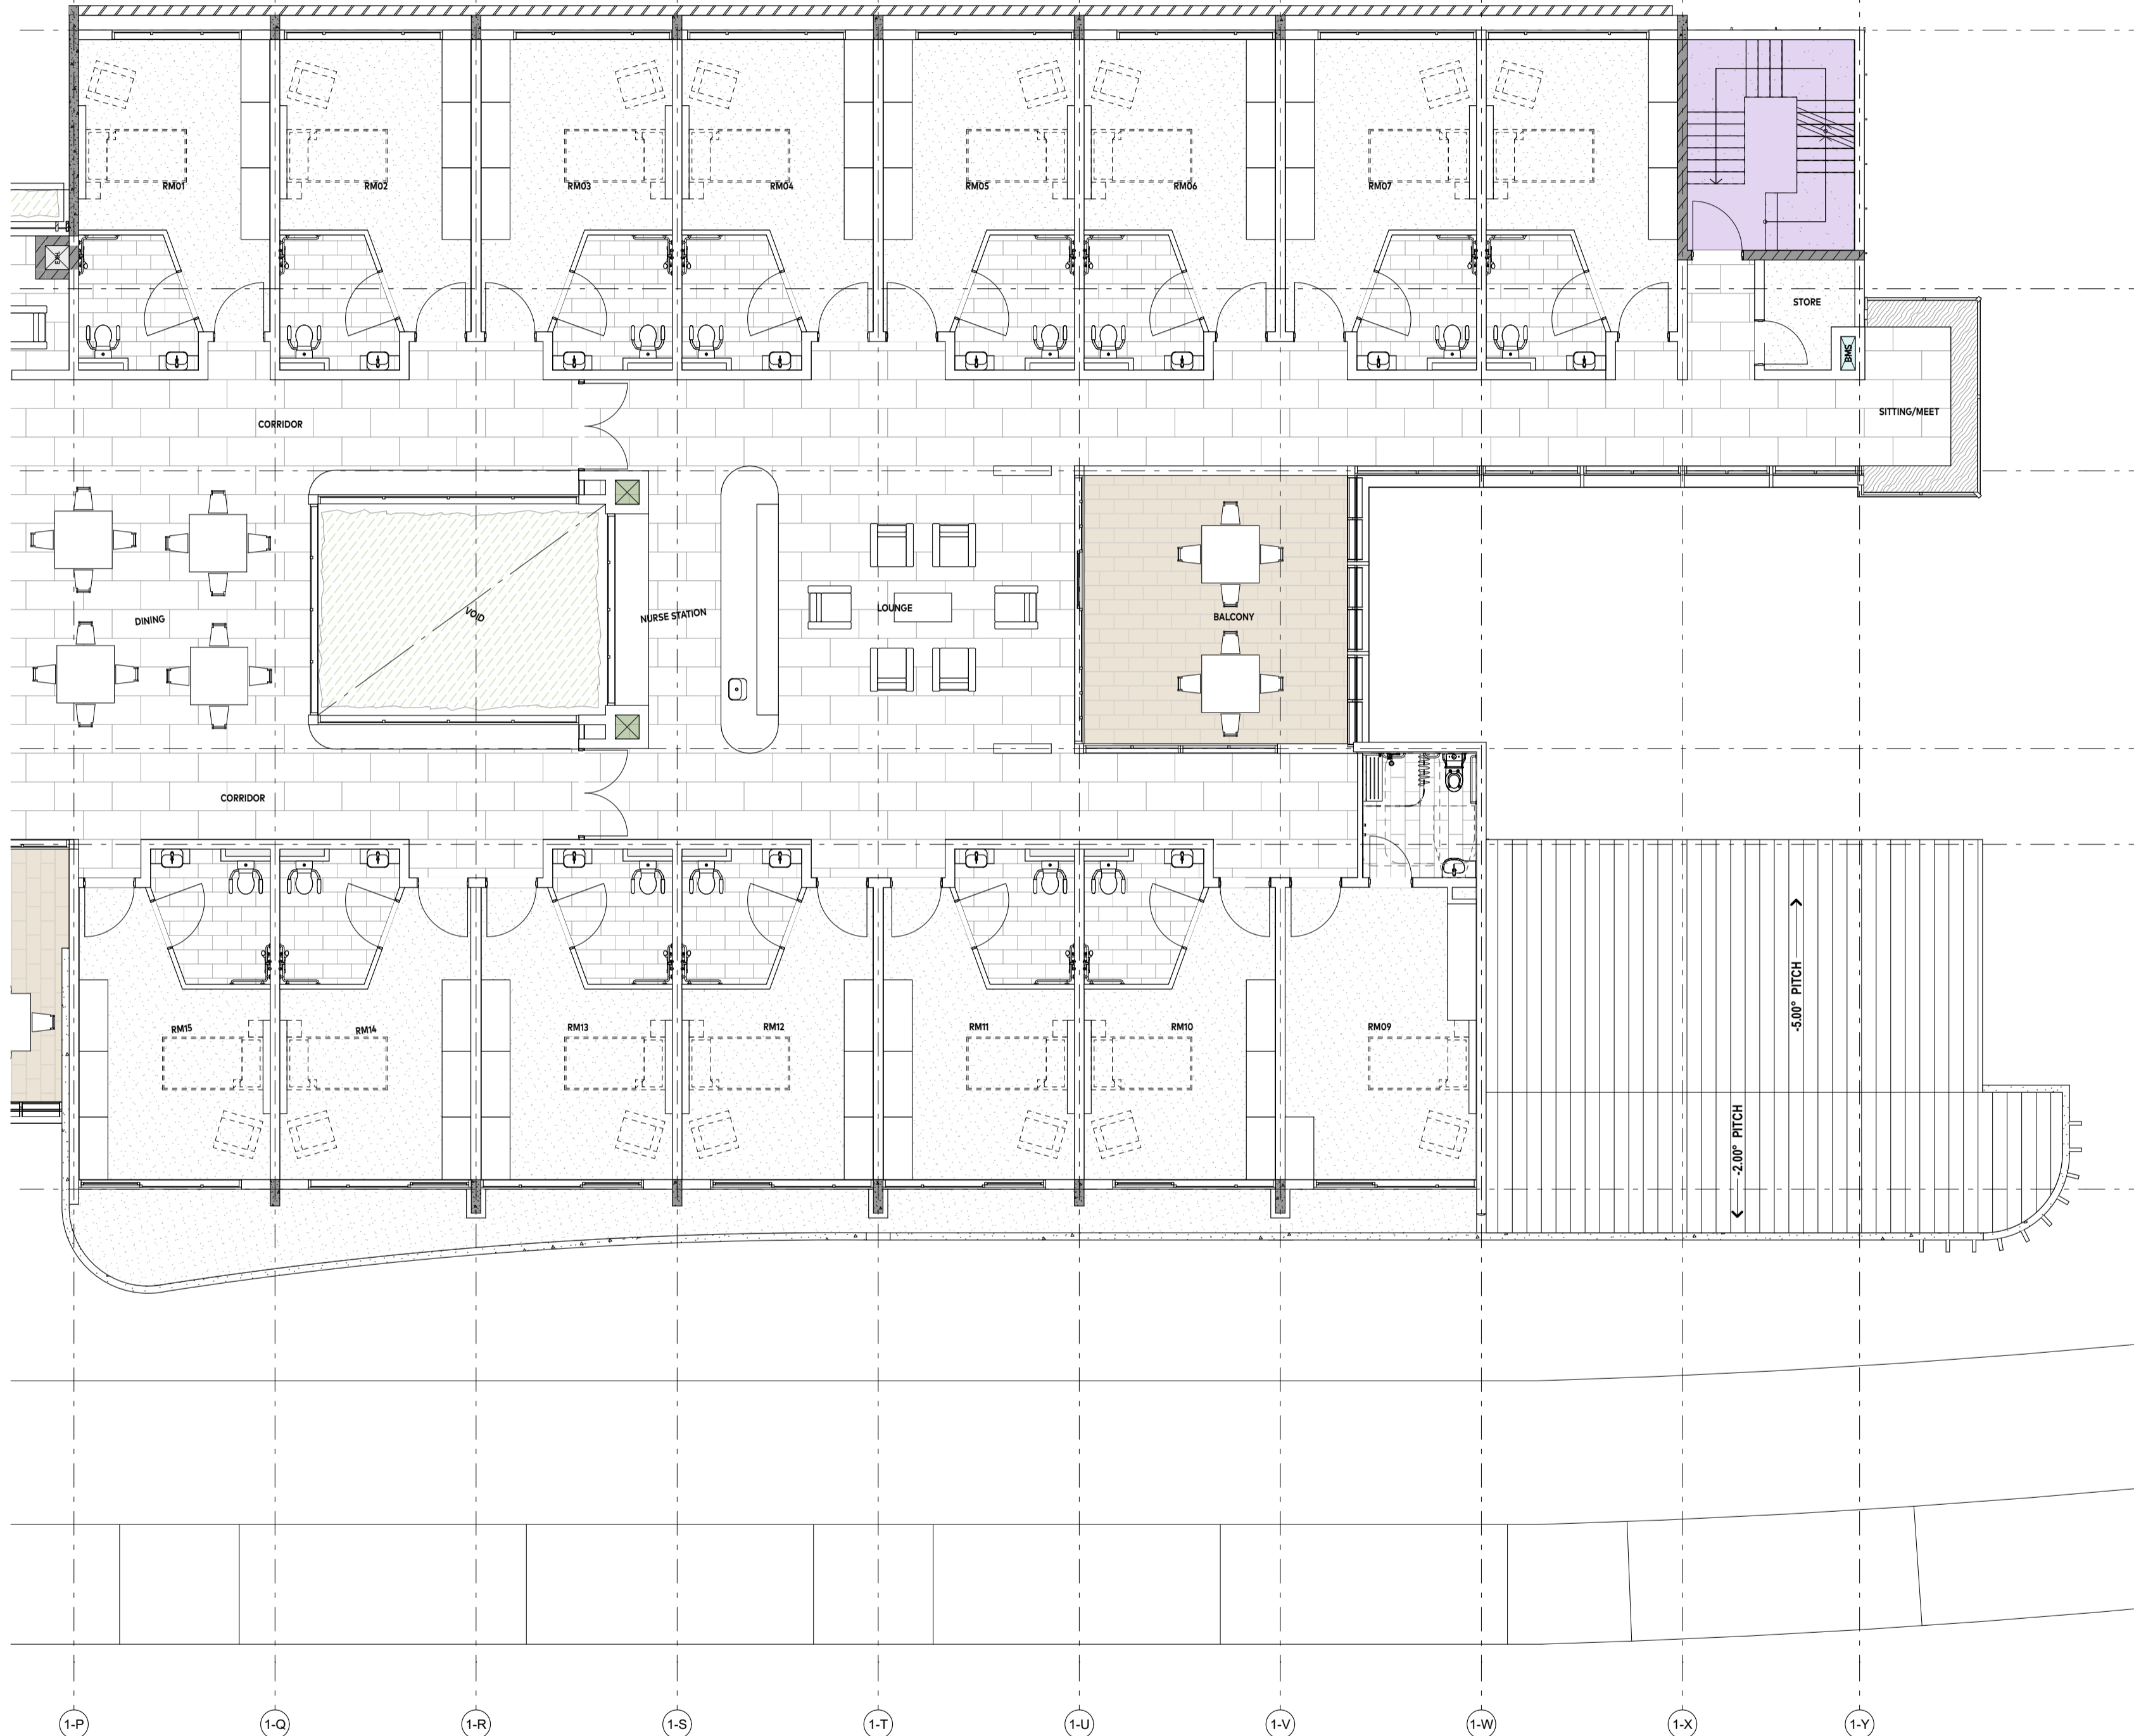 RM01
RM02
RM03
RM04
RM05
RM06
RM07
STORE
BMS
SITTING/MEET
CORRIDOR
DINING
VOID
NURSE STATION
LOUNGE
BALCONY
CORRIDOR
-5.00° PITCH
RM15
RM14
RM13
RM12
RM11
RM10
RM09
-2.00° PITCH
1-P
1-Q
1-R
1-S
1-T
1-U
1-V
1-W
1-X
1-Y